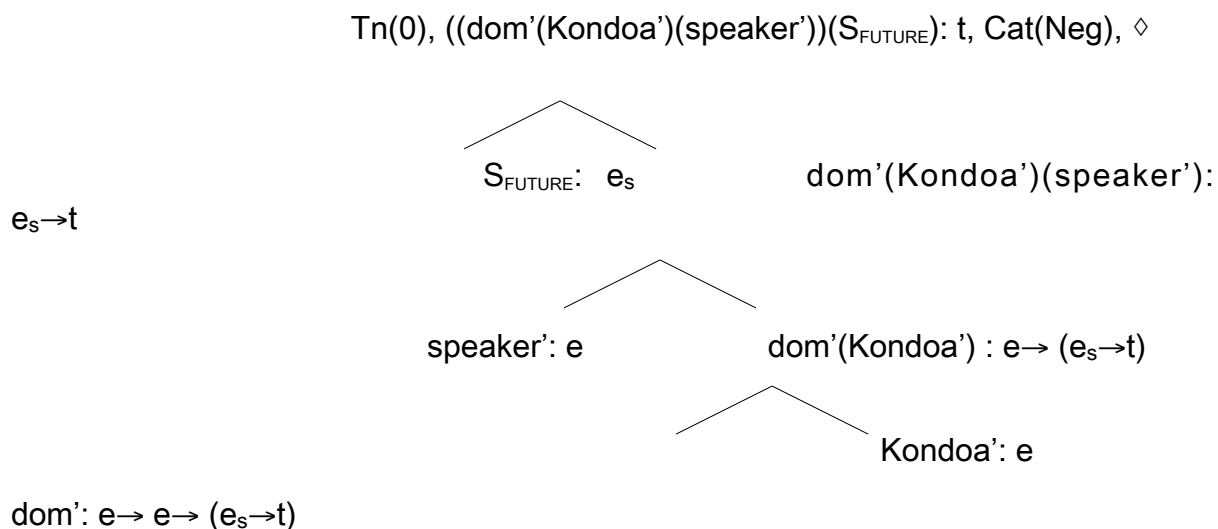 Tn(0), ((dom’(Kondoa’)(speaker’))(S_FUTURE): t, Cat(Neg), ◊
S_FUTURE: e_s dom’(Kondoa’)(speaker’):
e_s→t
speaker’: e dom’(Kondoa’) : e→ (e_s→t)
Kondoa’: e
dom’: e→ e→ (e_s→t)